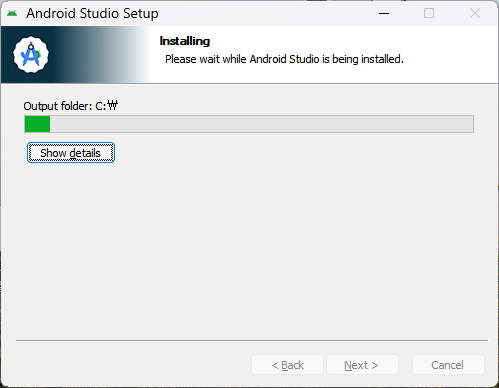 Android Studio Setup
Installing
Please wait while Android Studio is being installed.
Output folder: C:₩
Show details
< Back
Next >
Cancel